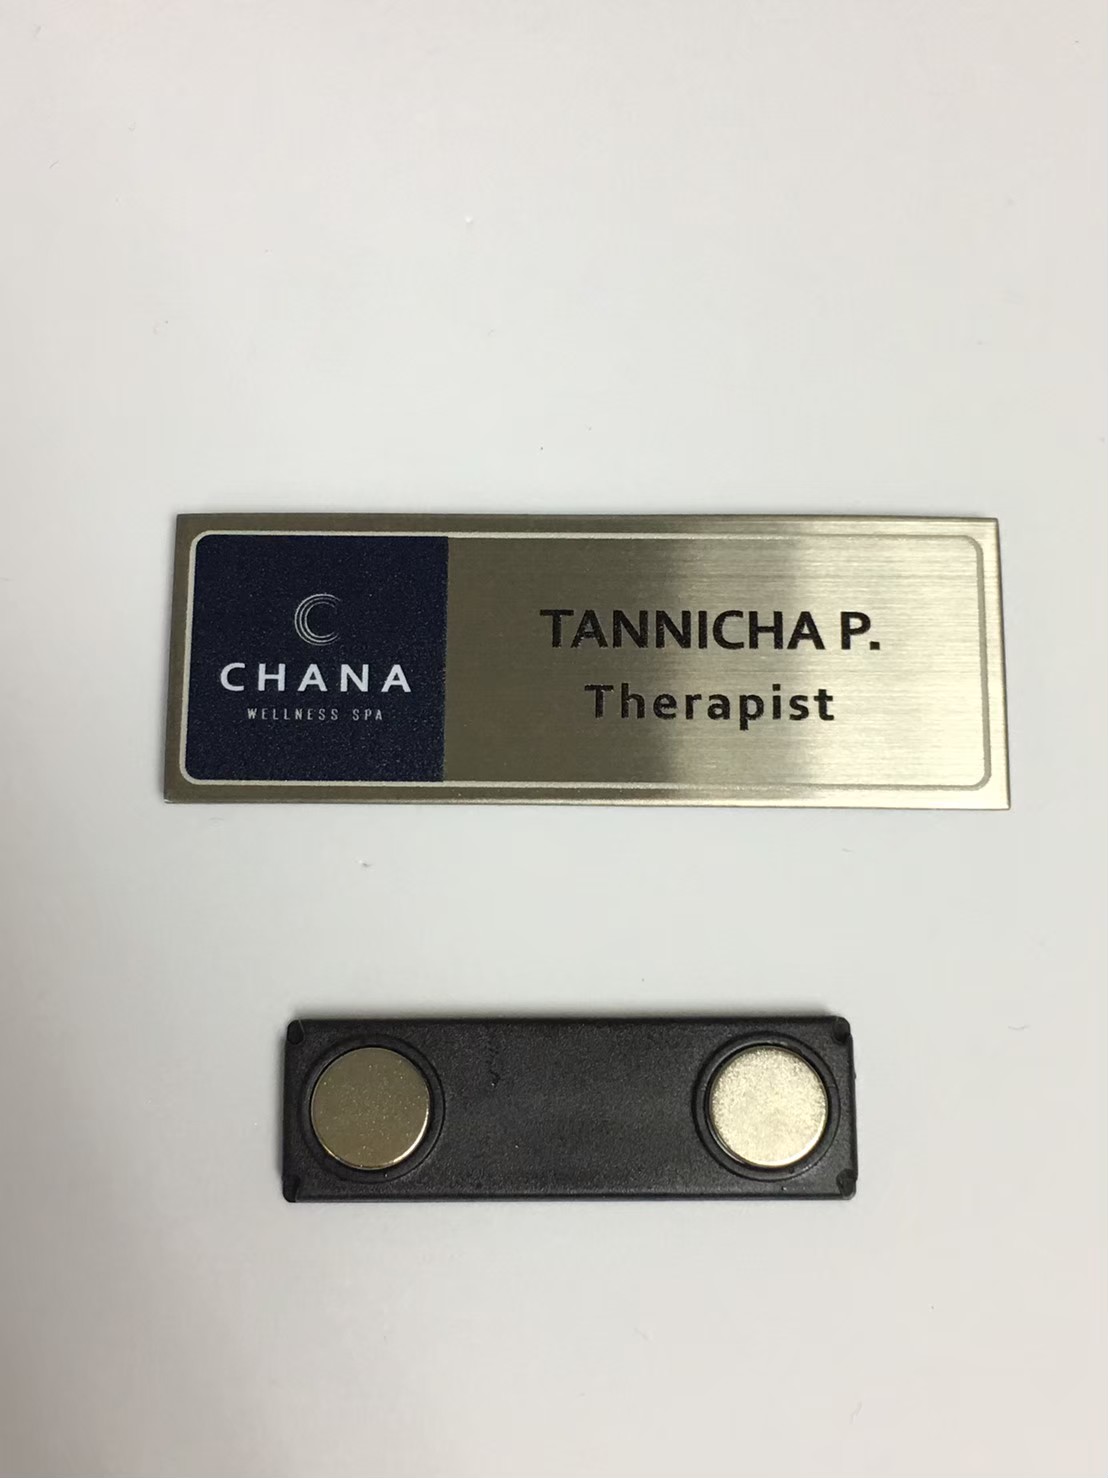 CHANA
WELLNESS SPA
TANNICHA P.
Therapist